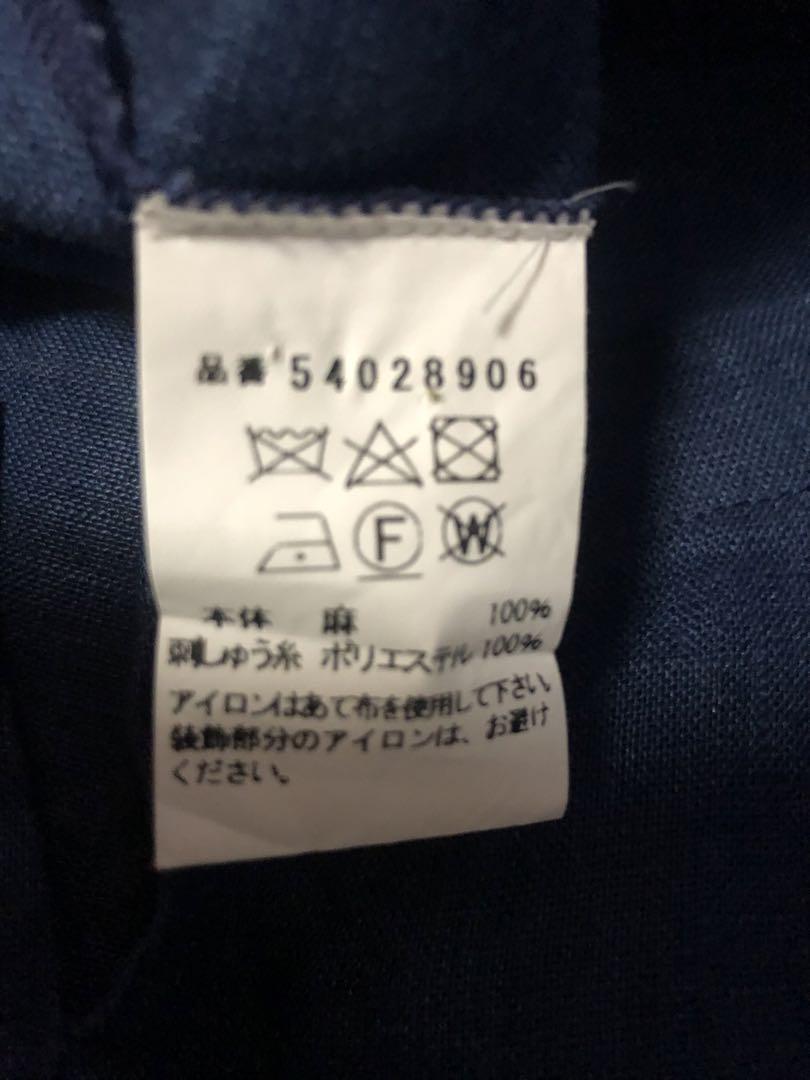 品番 54028906
F W
本体 麻 100%
刺しゅう糸 ポリエステル 100%
アイロンはあて布を使用して下さい。
装飾部分のアイロンは、お避け
ください。